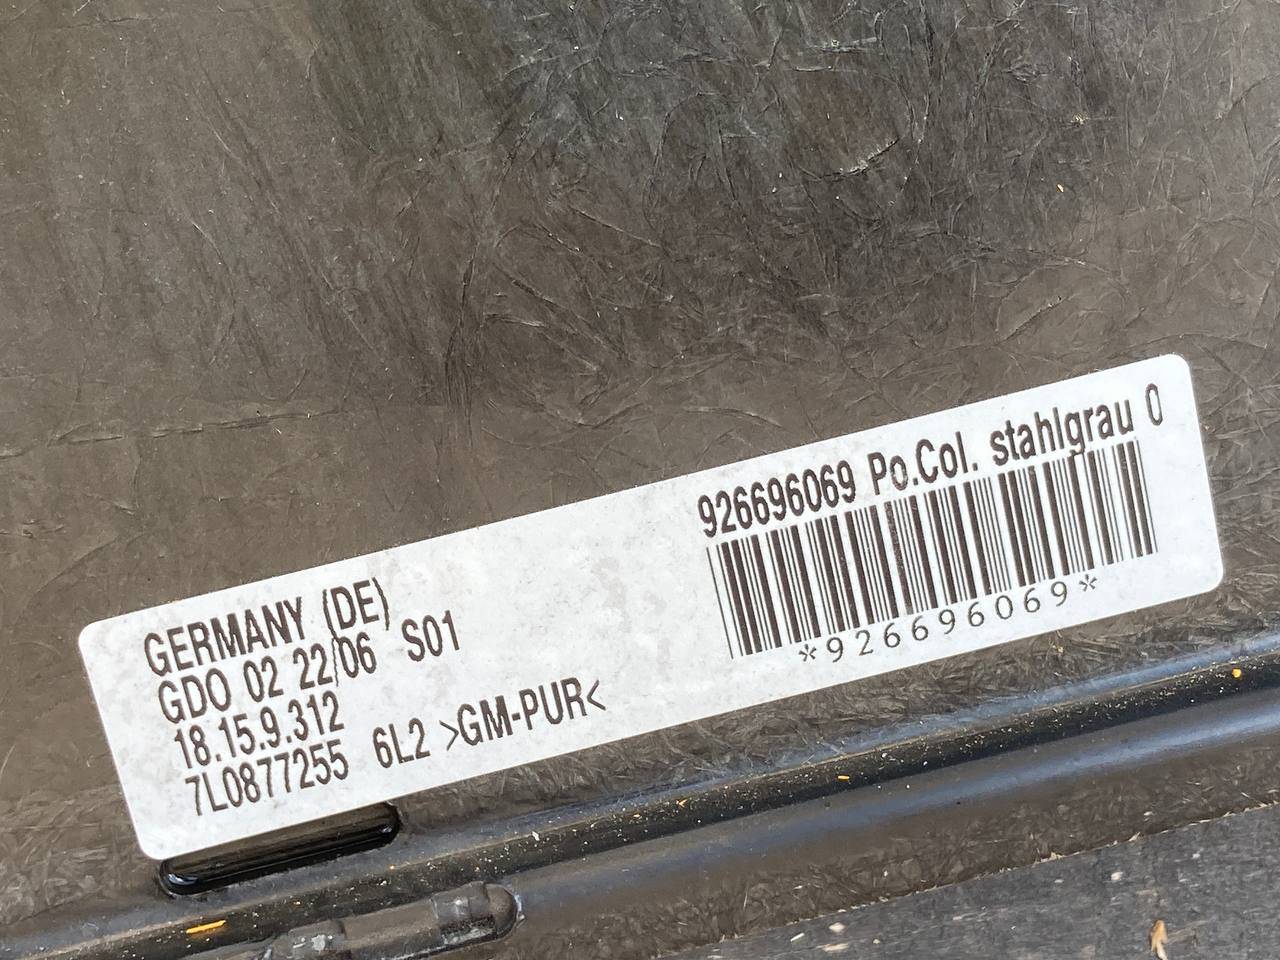 GERMANY (DE)
GDO 02 22/06 S01
18.15.9.312
7L0877255 6L2 >GM-PUR<
926696069 Po.Col. stahlgrau 0
*926696069*